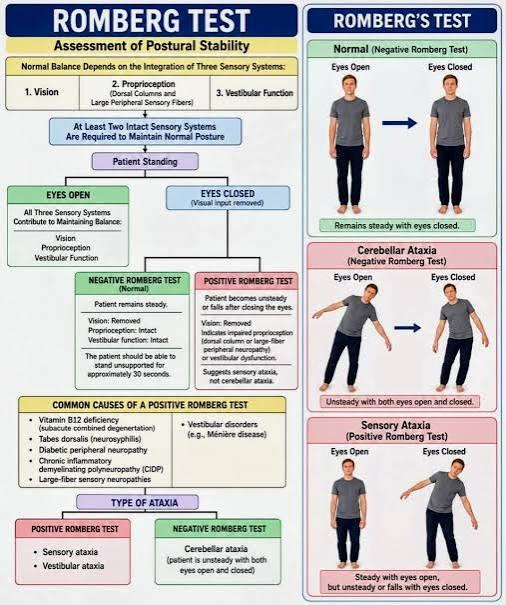 ROMBERG TEST
Assessment of Postural Stability
Normal Balance Depends on the Integration of Three Sensory Systems:
1. Vision
2. Proprioception
(Dorsal Columns and
Large Peripheral Sensory Fibers)
3. Vestibular Function
At Least Two Intact Sensory Systems
Are Required to Maintain Normal Posture
Patient Standing
EYES OPEN
All Three Sensory Systems
Contribute to Maintaining Balance:
Vision
Proprioception
Vestibular Function
EYES CLOSED
(Visual input removed)
NEGATIVE ROMBERG TEST
(Normal)
Patient remains steady.
Vision: Removed
Proprioception: Intact
Vestibular function: Intact
The patient should be able to
stand unsupported for
approximately 30 seconds.
POSITIVE ROMBERG TEST
Patient becomes unsteady
or falls after closing the eyes.
Vision: Removed
Indicates impaired proprioception
(dorsal column or large-fiber
peripheral neuropathy)
or vestibular dysfunction.
Suggests sensory ataxia,
not cerebellar ataxia.
COMMON CAUSES OF A POSITIVE ROMBERG TEST
• Vitamin B12 deficiency
(subacute combined degenertation)
• Tabes dorsalis (neurosyphilis)
• Diabetic peripheral neuropathy
• Chronic inflammatory
demyelinating polyneuropathy (CIDP)
• Large-fiber sensory neuropathies
• Vestibular disorders
(e.g., Ménière disease)
TYPE OF ATAXIA
POSITIVE ROMBERG TEST
• Sensory ataxia
• Vestibular ataxia
NEGATIVE ROMBERG TEST
Cerebellar ataxia
(patient is unsteady with both
eyes open and closed)
ROMBERG'S TEST
Normal (Negative Romberg Test)
Eyes Open
Eyes Closed
Remains steady with eyes closed.
Cerebellar Ataxia
(Negative Romberg Test)
Eyes Open
Eyes Closed
Unsteady with both eyes open and closed.
Sensory Ataxia
(Positive Romberg Test)
Eyes Open
Eyes Closed
Steady with eyes open,
but unsteady or falls with eyes closed.